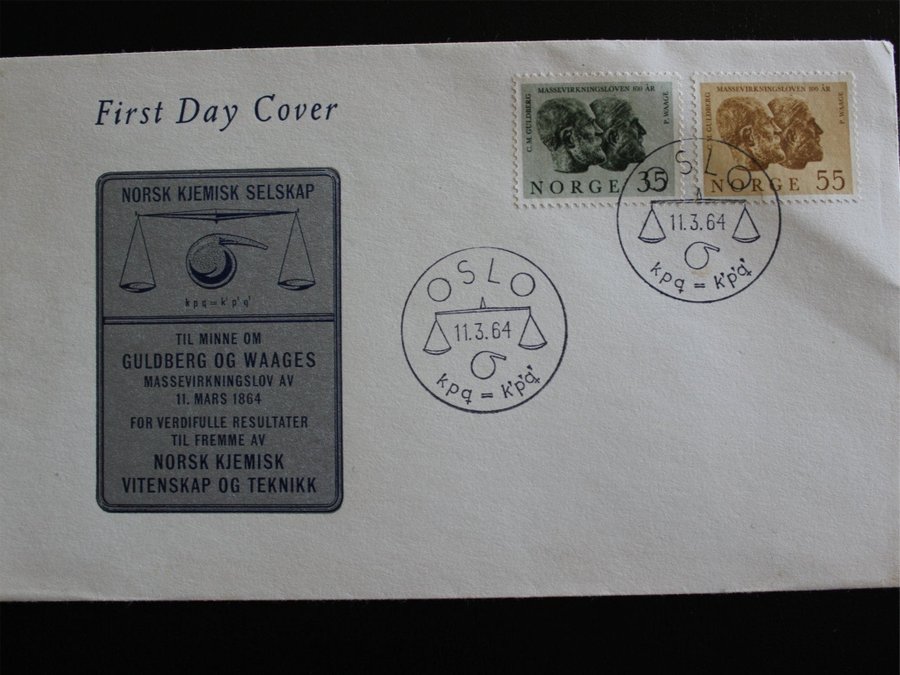 First Day Cover
NORSK KJEMISK SELSKAP
kpq=k'p'q'
TIL MINNE OM
GULDBERG OG WAAGES
MASSEVIRKNINGSLOV AV
11. MARS 1864
FOR VERDIFULLE RESULTATER
TIL FREMME AV
NORSK KJEMISK
VITENSKAP OG TEKNIKK
OSLO
11.3.64
kpq = k'p'q'
MASSEVIRKNINGSLOVEN 100 ÅR
C. M. GULDBERG
P. WAAGE
NORGE 35
MASSEVIRKNINGSLOVEN 100 ÅR
C. M. GULDBERG
P. WAAGE
NORGE 55
OSLO
11.3.64
kpq = k'p'q'